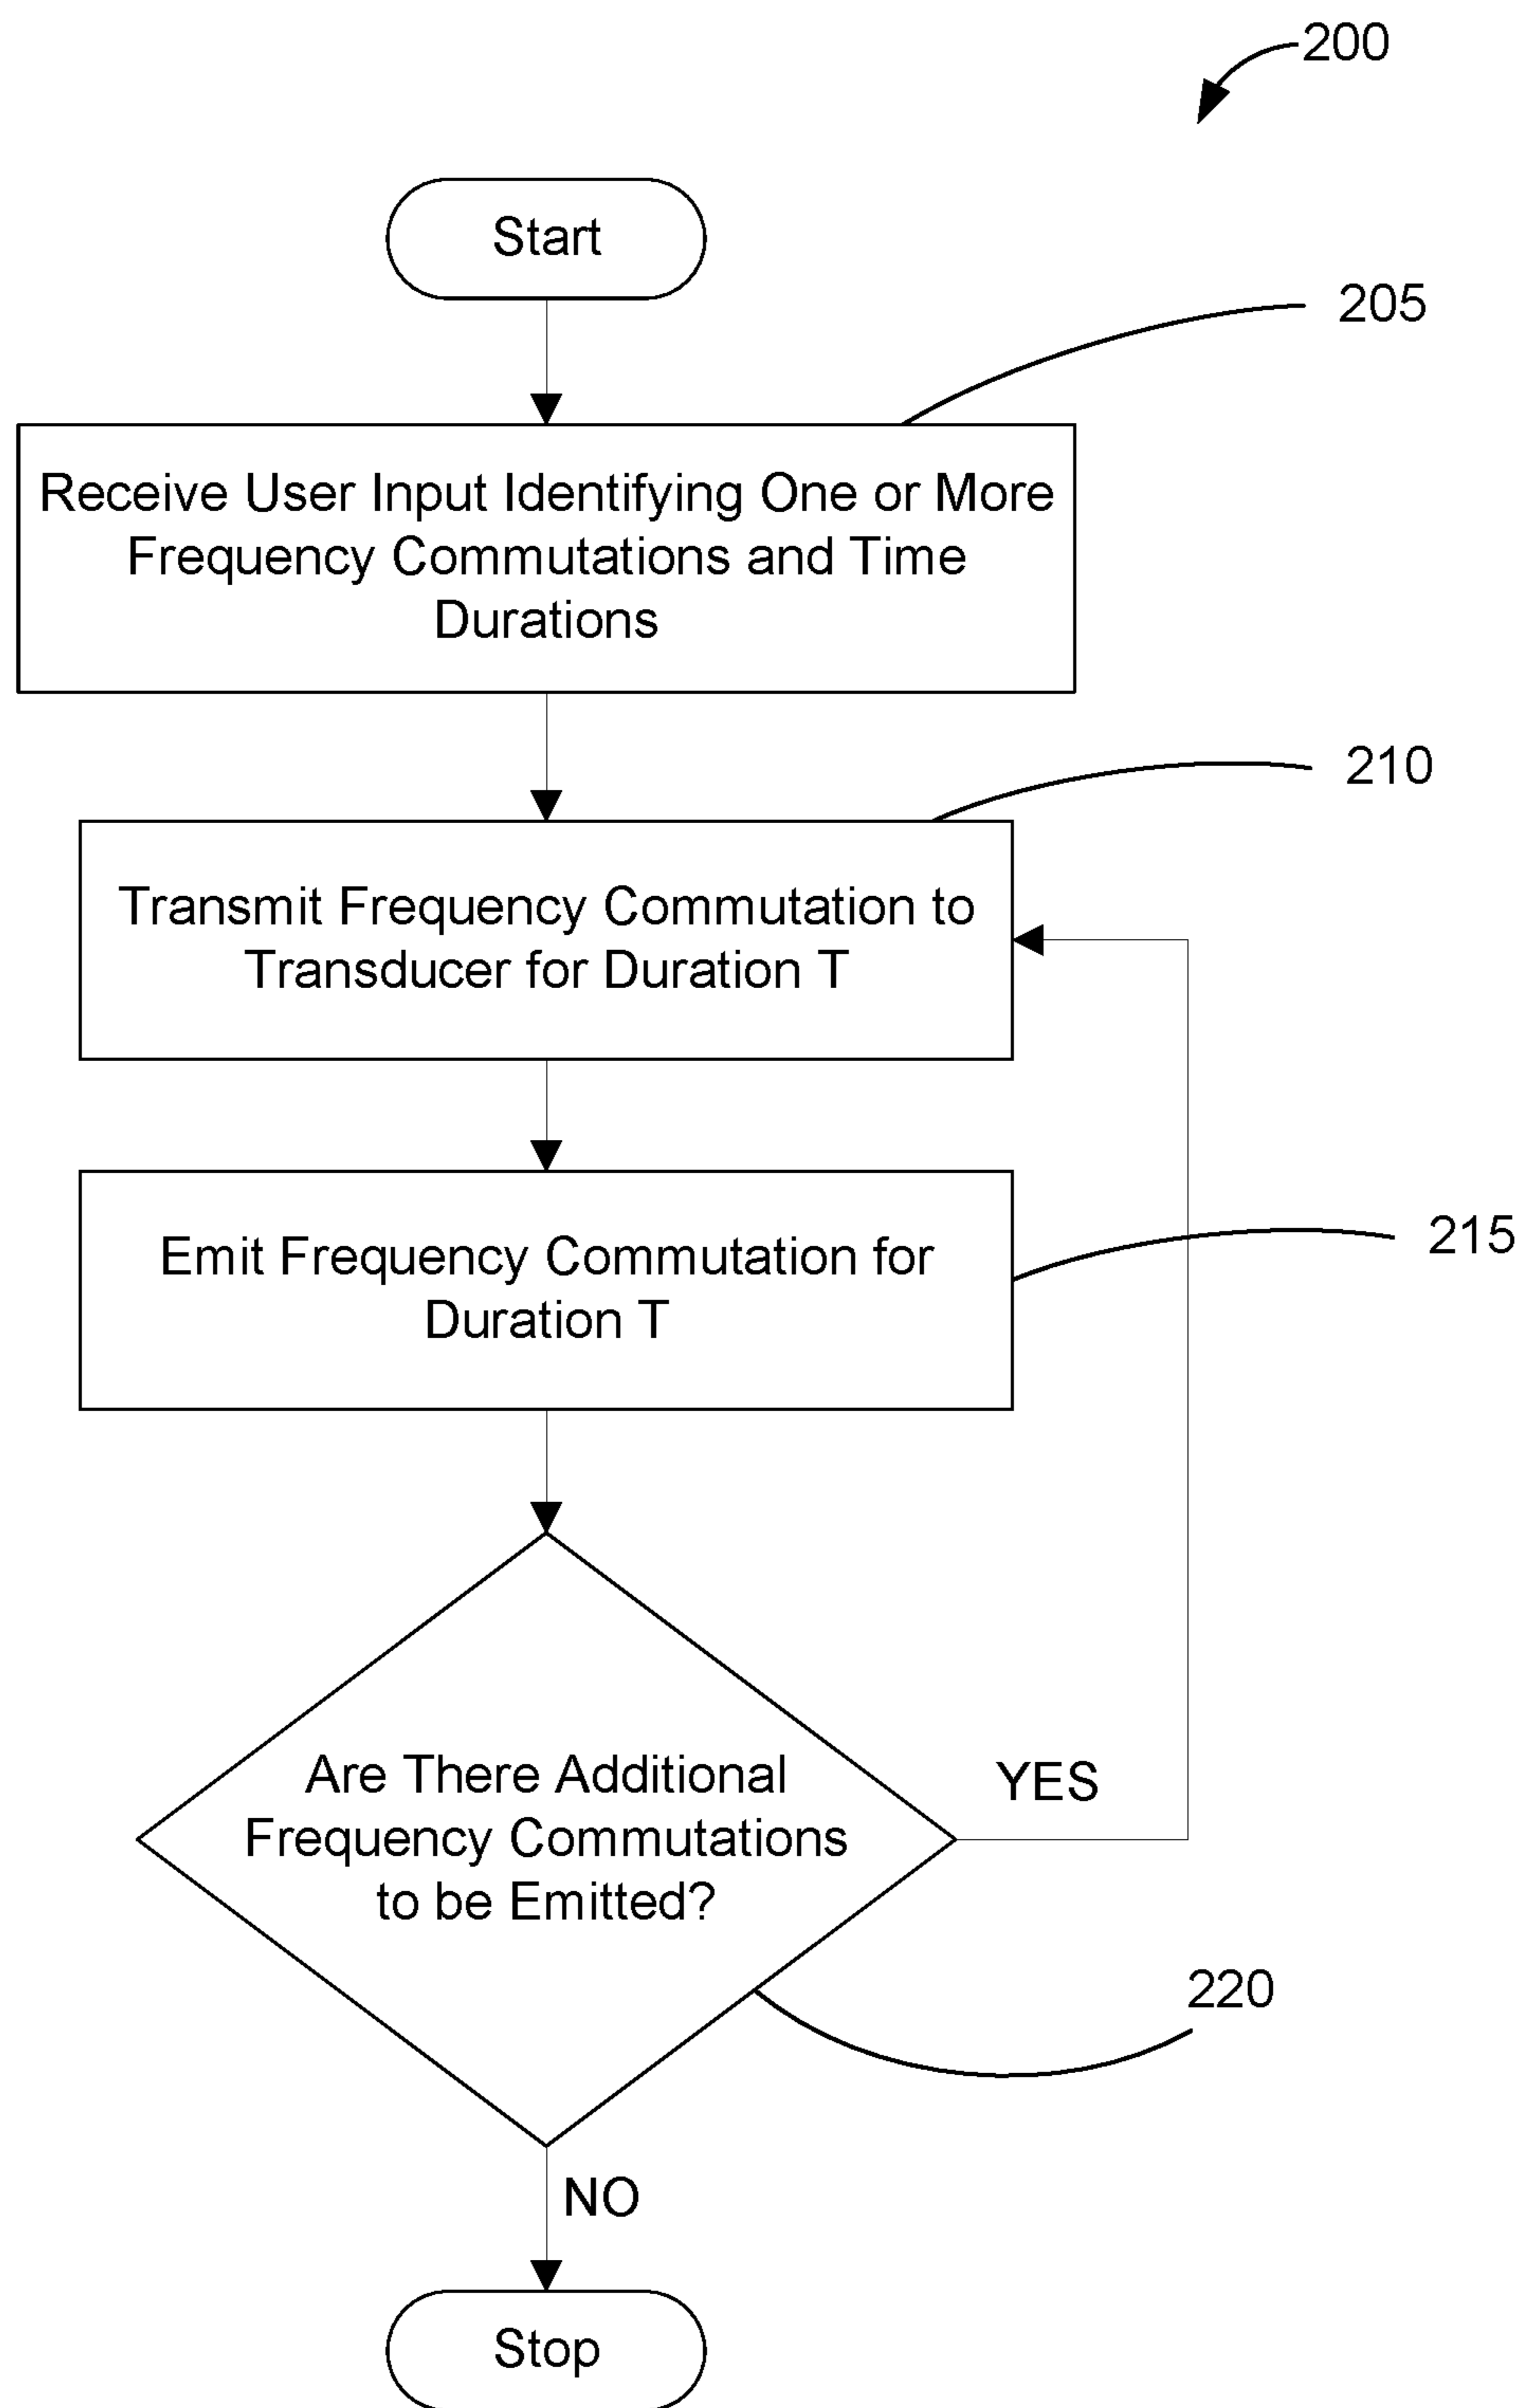 200
Start
205
Receive User Input Identifying One or More
Frequency Commutations and Time
Durations
210
Transmit Frequency Commutation to
Transducer for Duration T
215
Emit Frequency Commutation for
Duration T
Are There Additional
Frequency Commutations
to be Emitted?
YES
220
NO
Stop